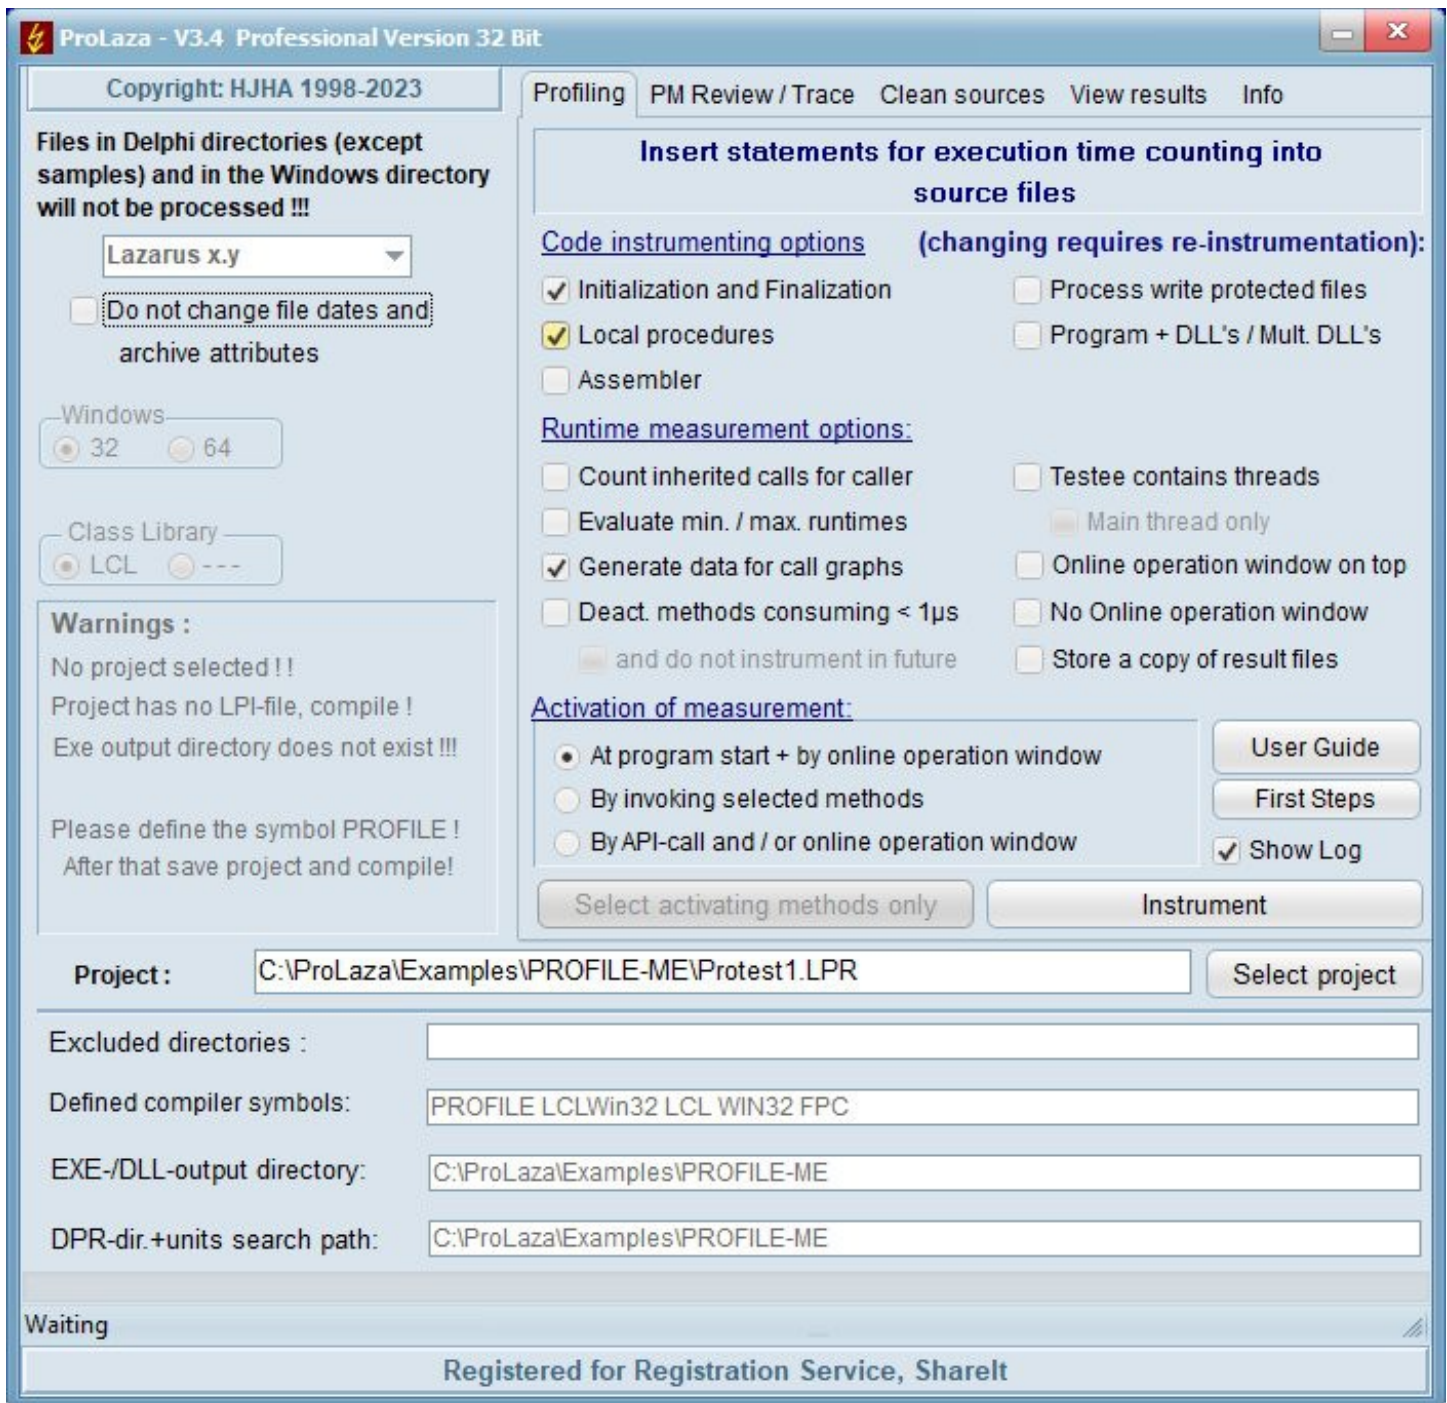 ProLaza - V3.4 Professional Version 32 Bit
Copyright: HJHA 1998-2023
Files in Delphi directories (except
samples) and in the Windows directory
will not be processed !!!
Lazarus x.y
Do not change file dates and
archive attributes
Windows
32 64
Class Library
LCL ---
Warnings :
No project selected ! !
Project has no LPI-file, compile !
Exe output directory does not exist !!!
Please define the symbol PROFILE !
After that save project and compile!
Profiling PM Review / Trace Clean sources View results Info
Insert statements for execution time counting into
source files
Code instrumenting options (changing requires re-instrumentation):
Initialization and Finalization Process write protected files
Local procedures Program + DLL's / Mult. DLL's
Assembler
Runtime measurement options:
Count inherited calls for caller Testee contains threads
Evaluate min. / max. runtimes Main thread only
Generate data for call graphs Online operation window on top
Deact. methods consuming < 1µs No Online operation window
and do not instrument in future Store a copy of result files
Activation of measurement:
At program start + by online operation window
By invoking selected methods
By API-call and / or online operation window
User Guide
First Steps
Show Log
Select activating methods only Instrument
Project : C:\ProLaza\Examples\PROFILE-ME\Protest1.LPR Select project
Excluded directories :
Defined compiler symbols: PROFILE LCLWin32 LCL WIN32 FPC
EXE-/DLL-output directory: C:\ProLaza\Examples\PROFILE-ME
DPR-dir.+units search path: C:\ProLaza\Examples\PROFILE-ME
Waiting
Registered for Registration Service, ShareIt